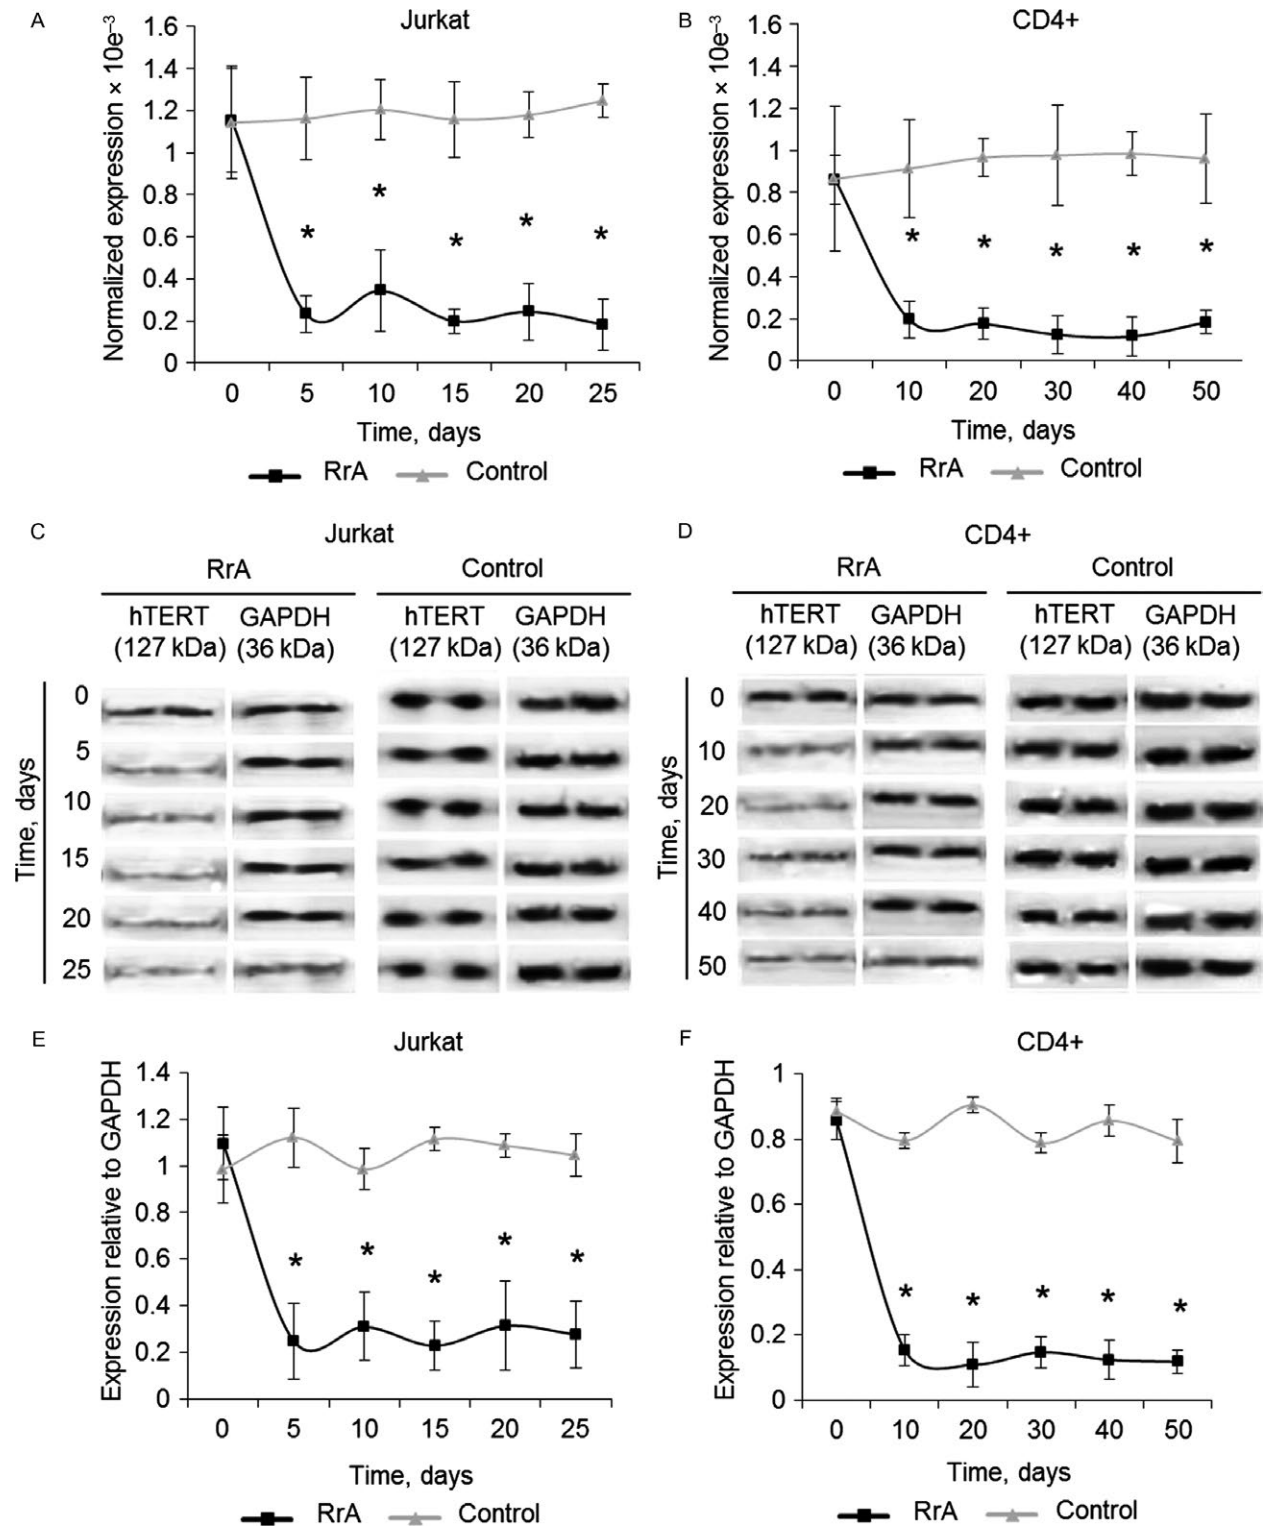 A
Jurkat
Normalized expression × 10e⁻³
1.6
1.4
1.2
1
0.8
0.6
0.4
0.2
0
*
*
*
*
*
0 5 10 15 20 25
Time, days
RrA Control
B
CD4+
Normalized expression × 10e⁻³
1.6
1.4
1.2
1
0.8
0.6
0.4
0.2
0
* * * * *
0 10 20 30 40 50
Time, days
RrA Control
C
Jurkat
RrA Control
hTERT GAPDH hTERT GAPDH
(127 kDa) (36 kDa) (127 kDa) (36 kDa)
Time, days
0
5
10
15
20
25
D
CD4+
RrA Control
hTERT GAPDH hTERT GAPDH
(127 kDa) (36 kDa) (127 kDa) (36 kDa)
Time, days
0
10
20
30
40
50
E
Jurkat
Expression relative to GAPDH
1.4
1.2
1
0.8
0.6
0.4
0.2
0
* * * * *
0 5 10 15 20 25
Time, days
RrA Control
F
CD4+
Expression relative to GAPDH
1
0.8
0.6
0.4
0.2
0
* * * * *
0 10 20 30 40 50
Time, days
RrA Control